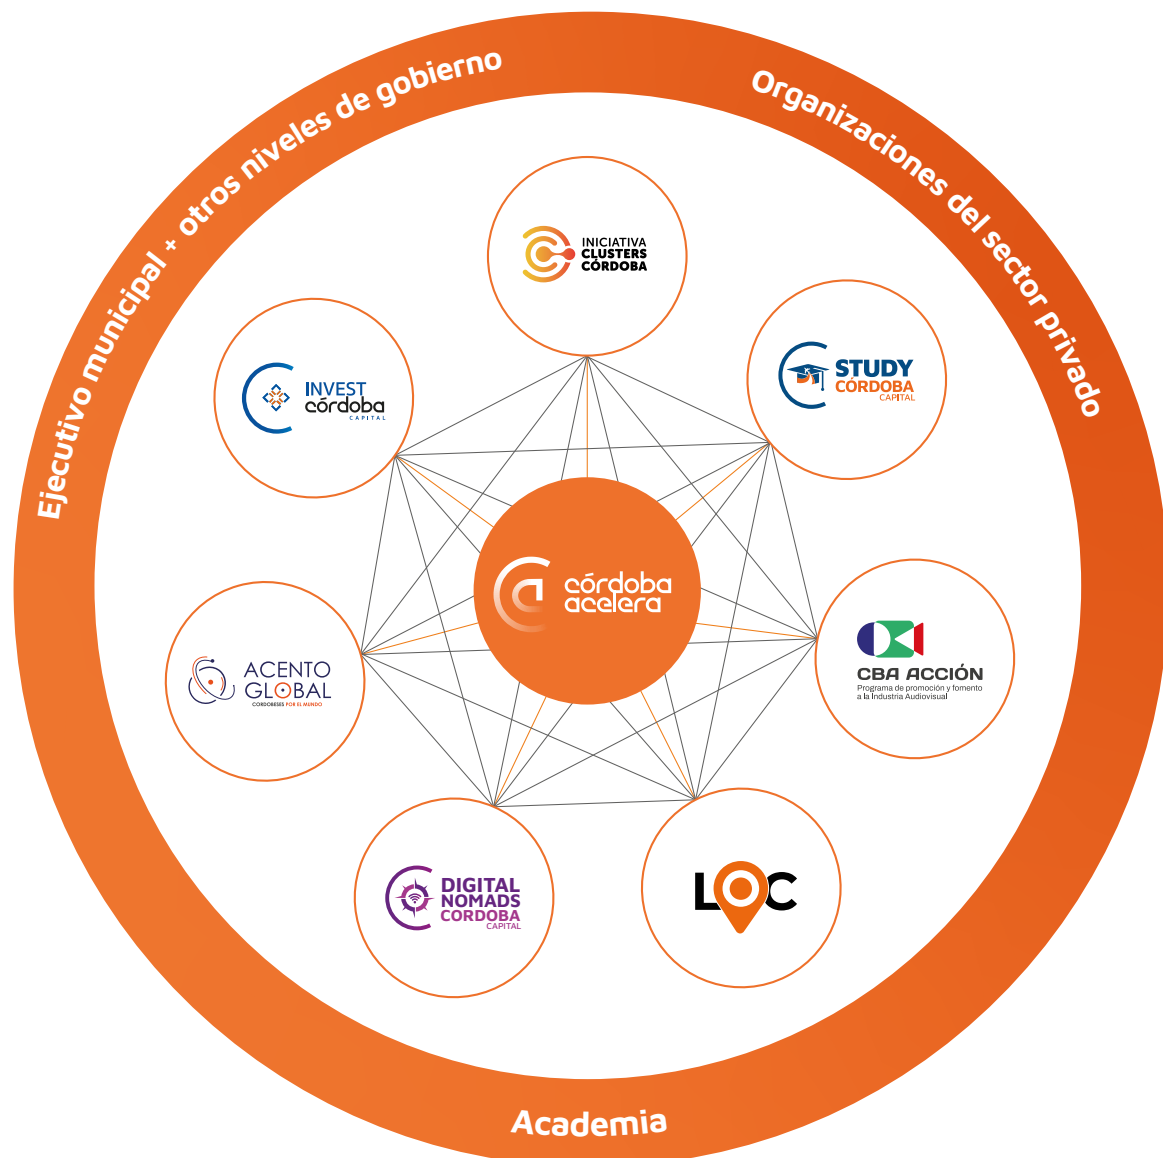 Ejecutivo municipal + otros niveles de gobierno
Organizaciones del sector privado
INICIATIVA
CLUSTERS
CÓRDOBA
INVEST
córdoba
CAPITAL
STUDY
CÓRDOBA
CAPITAL
córdoba
acelera
ACENTO
GLOBAL
CORDOBESES POR EL MUNDO
CBA ACCIÓN
Programa de promoción y fomento
a la Industria Audiovisual
DIGITAL
NOMADS
CORDOBA
CAPITAL
LOC
Academia